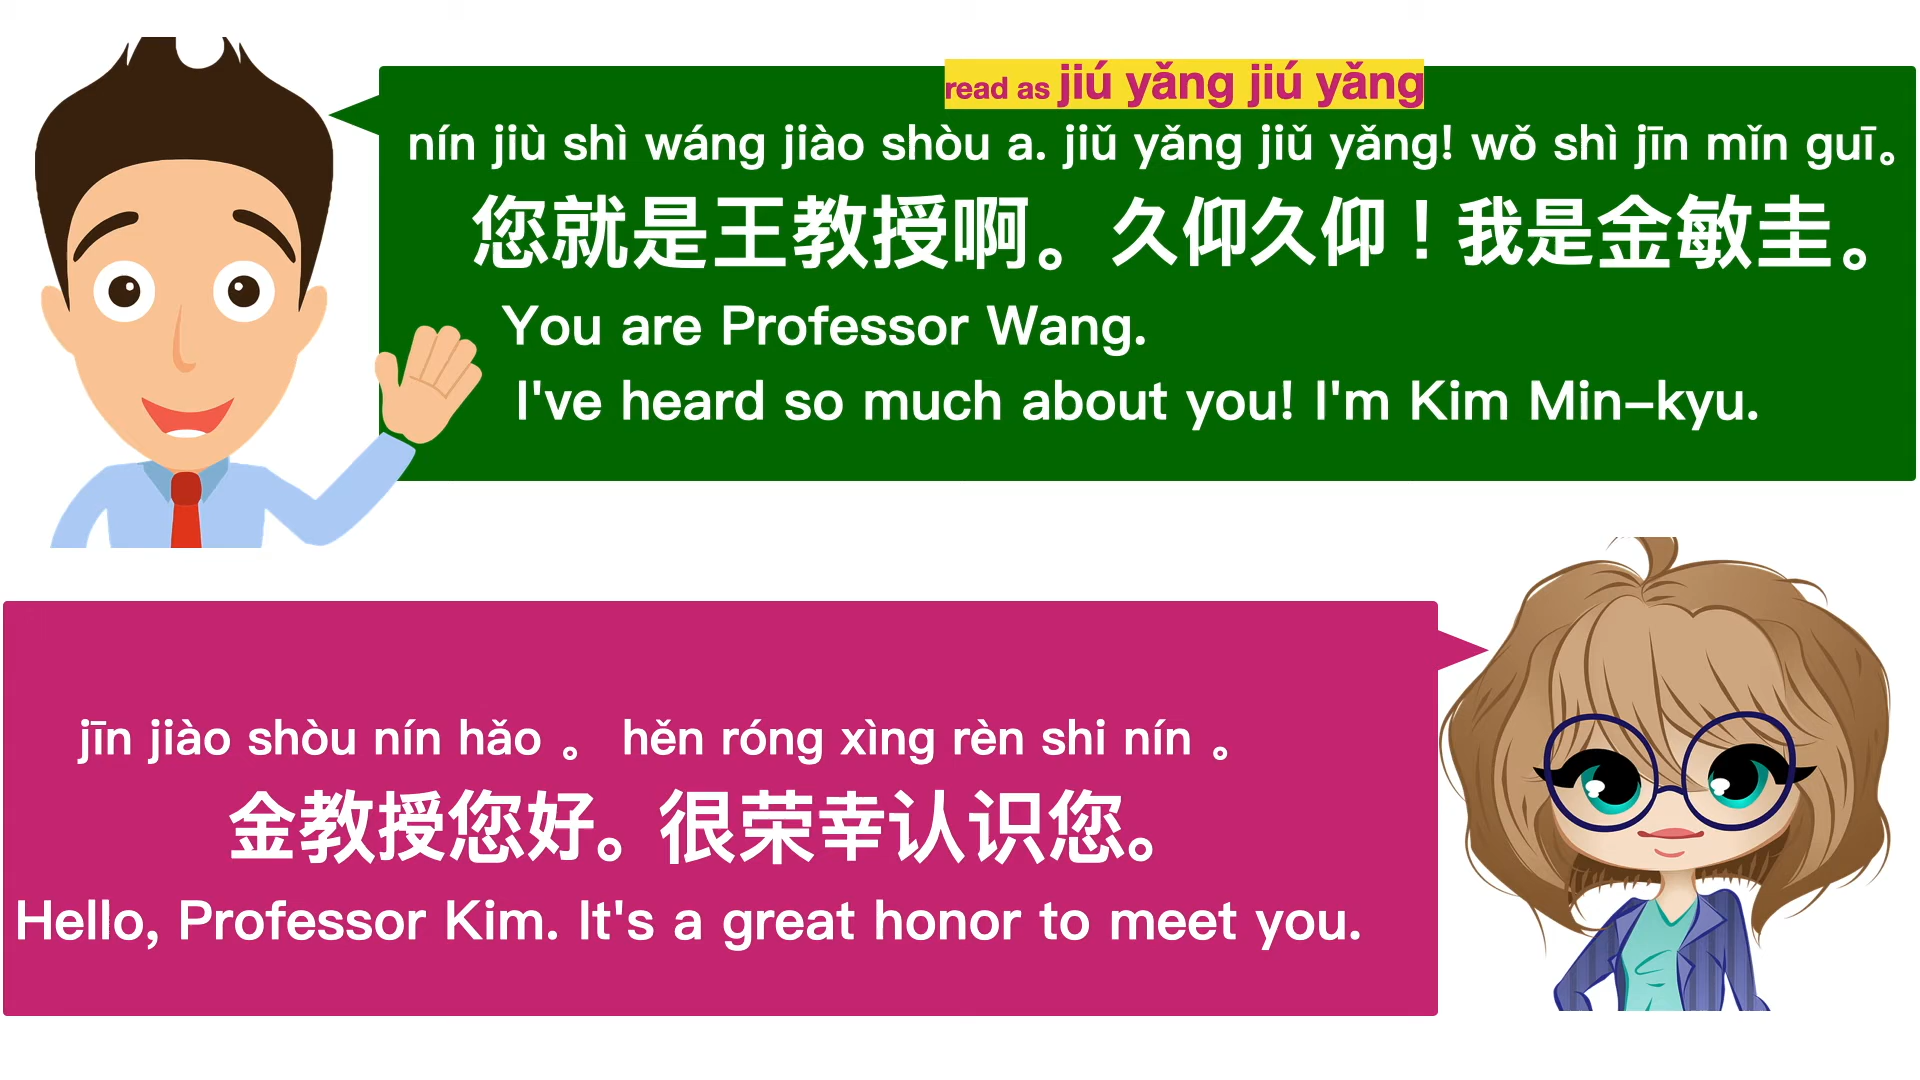 read as jiú yǎng jiú yǎng
nín jiù shì wáng jiào shòu a. jiǔ yǎng jiǔ yǎng! wǒ shì jīn mǐn guī。
您就是王教授啊。久仰久仰！我是金敏圭。
You are Professor Wang.
I've heard so much about you! I'm Kim Min-kyu.
jīn jiào shòu nín hǎo 。 hěn róng xìng rèn shi nín 。
金教授您好。很荣幸认识您。
Hello, Professor Kim. It's a great honor to meet you.